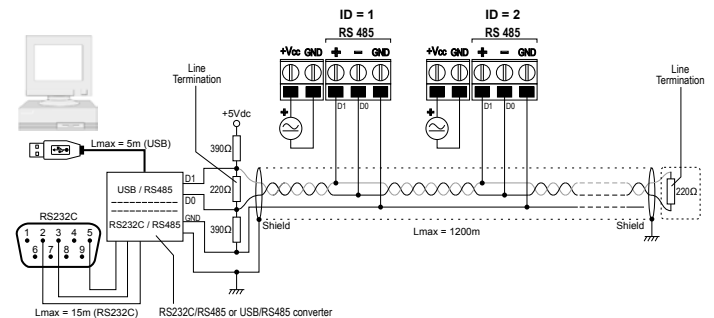 ID = 1
RS 485
+Vcc GND + − GND
D1 D0
+
ID = 2
RS 485
+Vcc GND + − GND
D1 D0
+
Line
Termination
Line
Termination
+5Vdc
390Ω
220Ω
390Ω
Lmax = 5m (USB)
USB / RS485
RS232C / RS485
D1
D0
GND
Shield
Lmax = 1200m
Shield
220Ω
RS232C
1 2 3 4 5
6 7 8 9
Lmax = 15m (RS232C)
RS232C/RS485 or USB/RS485 converter